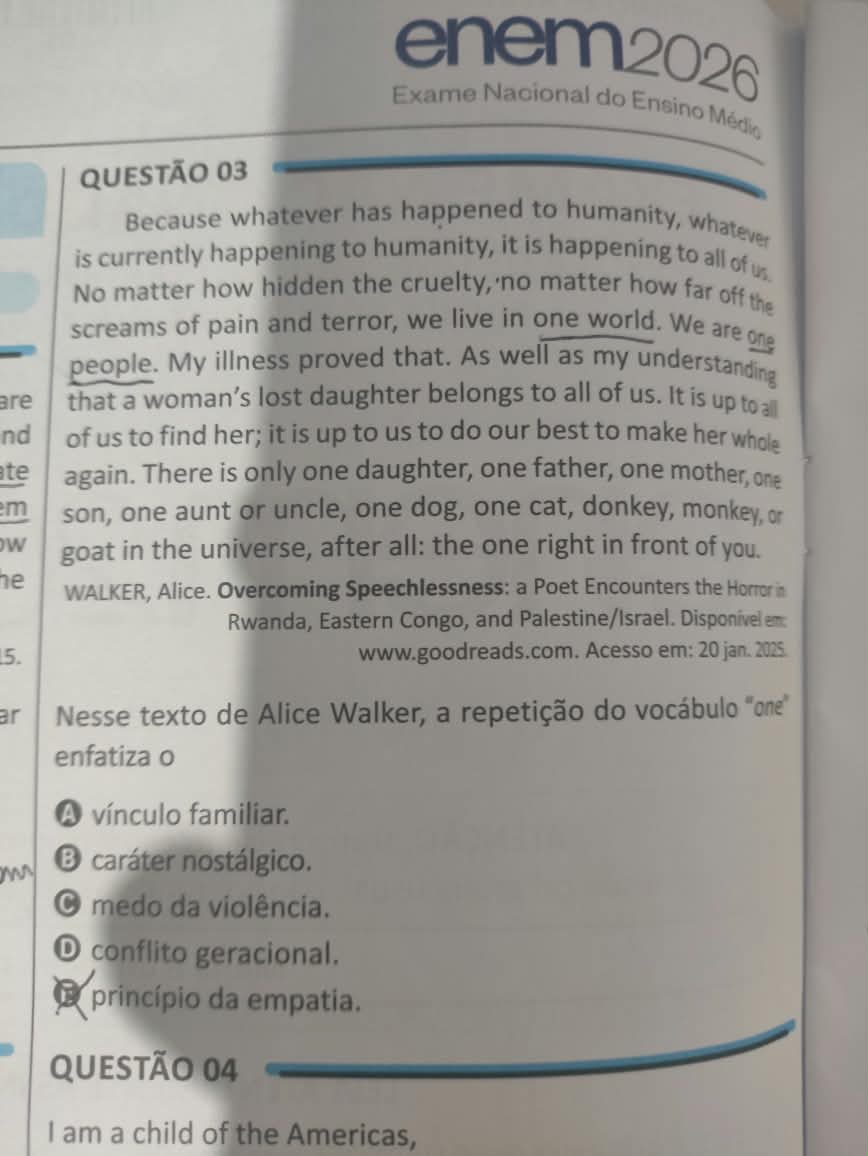 enem2026
Exame Nacional do Ensino Médio
QUESTÃO 03
Because whatever has happened to humanity, whatever
is currently happening to humanity, it is happening to all of us.
No matter how hidden the cruelty, no matter how far off the
screams of pain and terror, we live in one world. We are one
people. My illness proved that. As well as my understanding
that a woman's lost daughter belongs to all of us. It is up to all
of us to find her; it is up to us to do our best to make her whole
again. There is only one daughter, one father, one mother, one
son, one aunt or uncle, one dog, one cat, donkey, monkey, or
goat in the universe, after all: the one right in front of you.
WALKER, Alice. Overcoming Speechlessness: a Poet Encounters the Horror in
Rwanda, Eastern Congo, and Palestine/Israel. Disponível em:
www.goodreads.com. Acesso em: 20 jan. 2025.
Nesse texto de Alice Walker, a repetição do vocábulo "one"
enfatiza o
A vínculo familiar.
B caráter nostálgico.
C medo da violência.
D conflito geracional.
E princípio da empatia.
QUESTÃO 04
I am a child of the Americas,